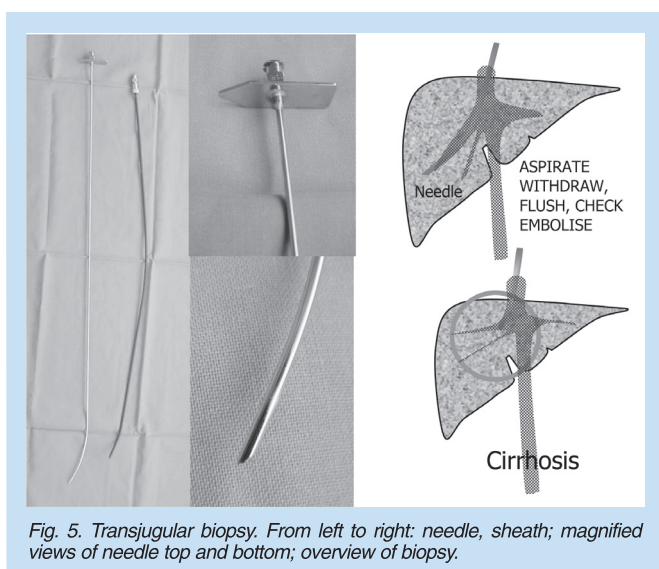 Needle
ASPIRATE
WITHDRAW,
FLUSH, CHECK
EMBOLISE
Cirrhosis
Fig. 5. Transjugular biopsy. From left to right: needle, sheath; magnified
views of needle top and bottom; overview of biopsy.